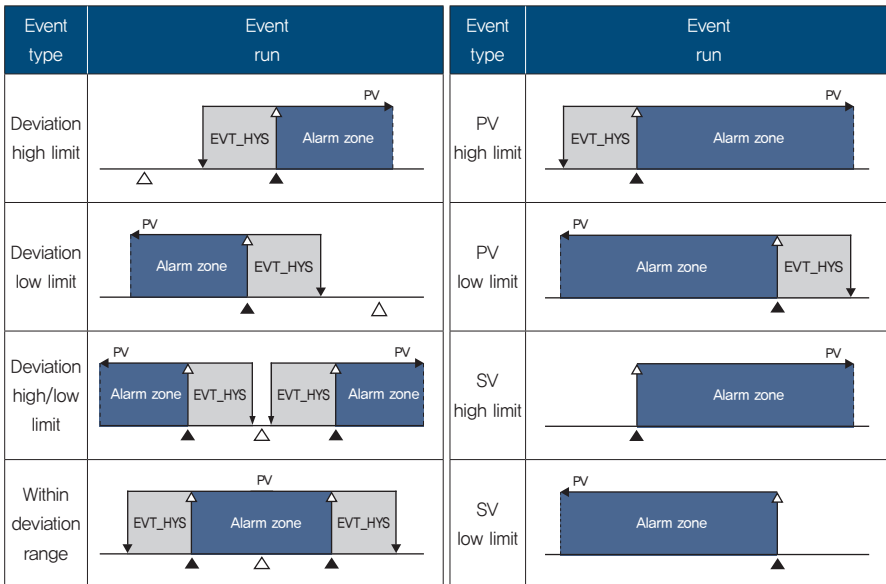 Event type
Event run
Deviation high limit
PV
EVT_HYS
Alarm zone
Deviation low limit
PV
Alarm zone
EVT_HYS
Deviation high/low limit
PV
PV
Alarm zone
EVT_HYS
EVT_HYS
Alarm zone
Within deviation range
PV
EVT_HYS
Alarm zone
EVT_HYS
Event type
Event run
PV high limit
PV
EVT_HYS
Alarm zone
PV low limit
PV
Alarm zone
EVT_HYS
SV high limit
PV
Alarm zone
SV low limit
PV
Alarm zone